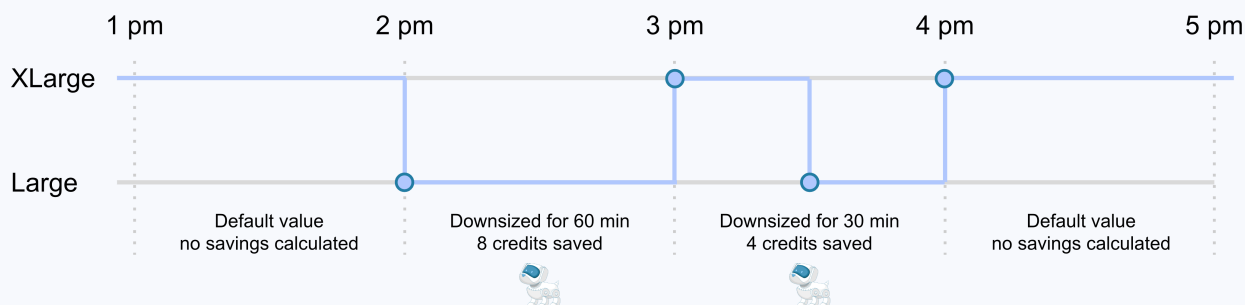 1 pm 2 pm 3 pm 4 pm 5 pm
XLarge
Large
Default value
no savings calculated
Downsized for 60 min
8 credits saved
Downsized for 30 min
4 credits saved
Default value
no savings calculated